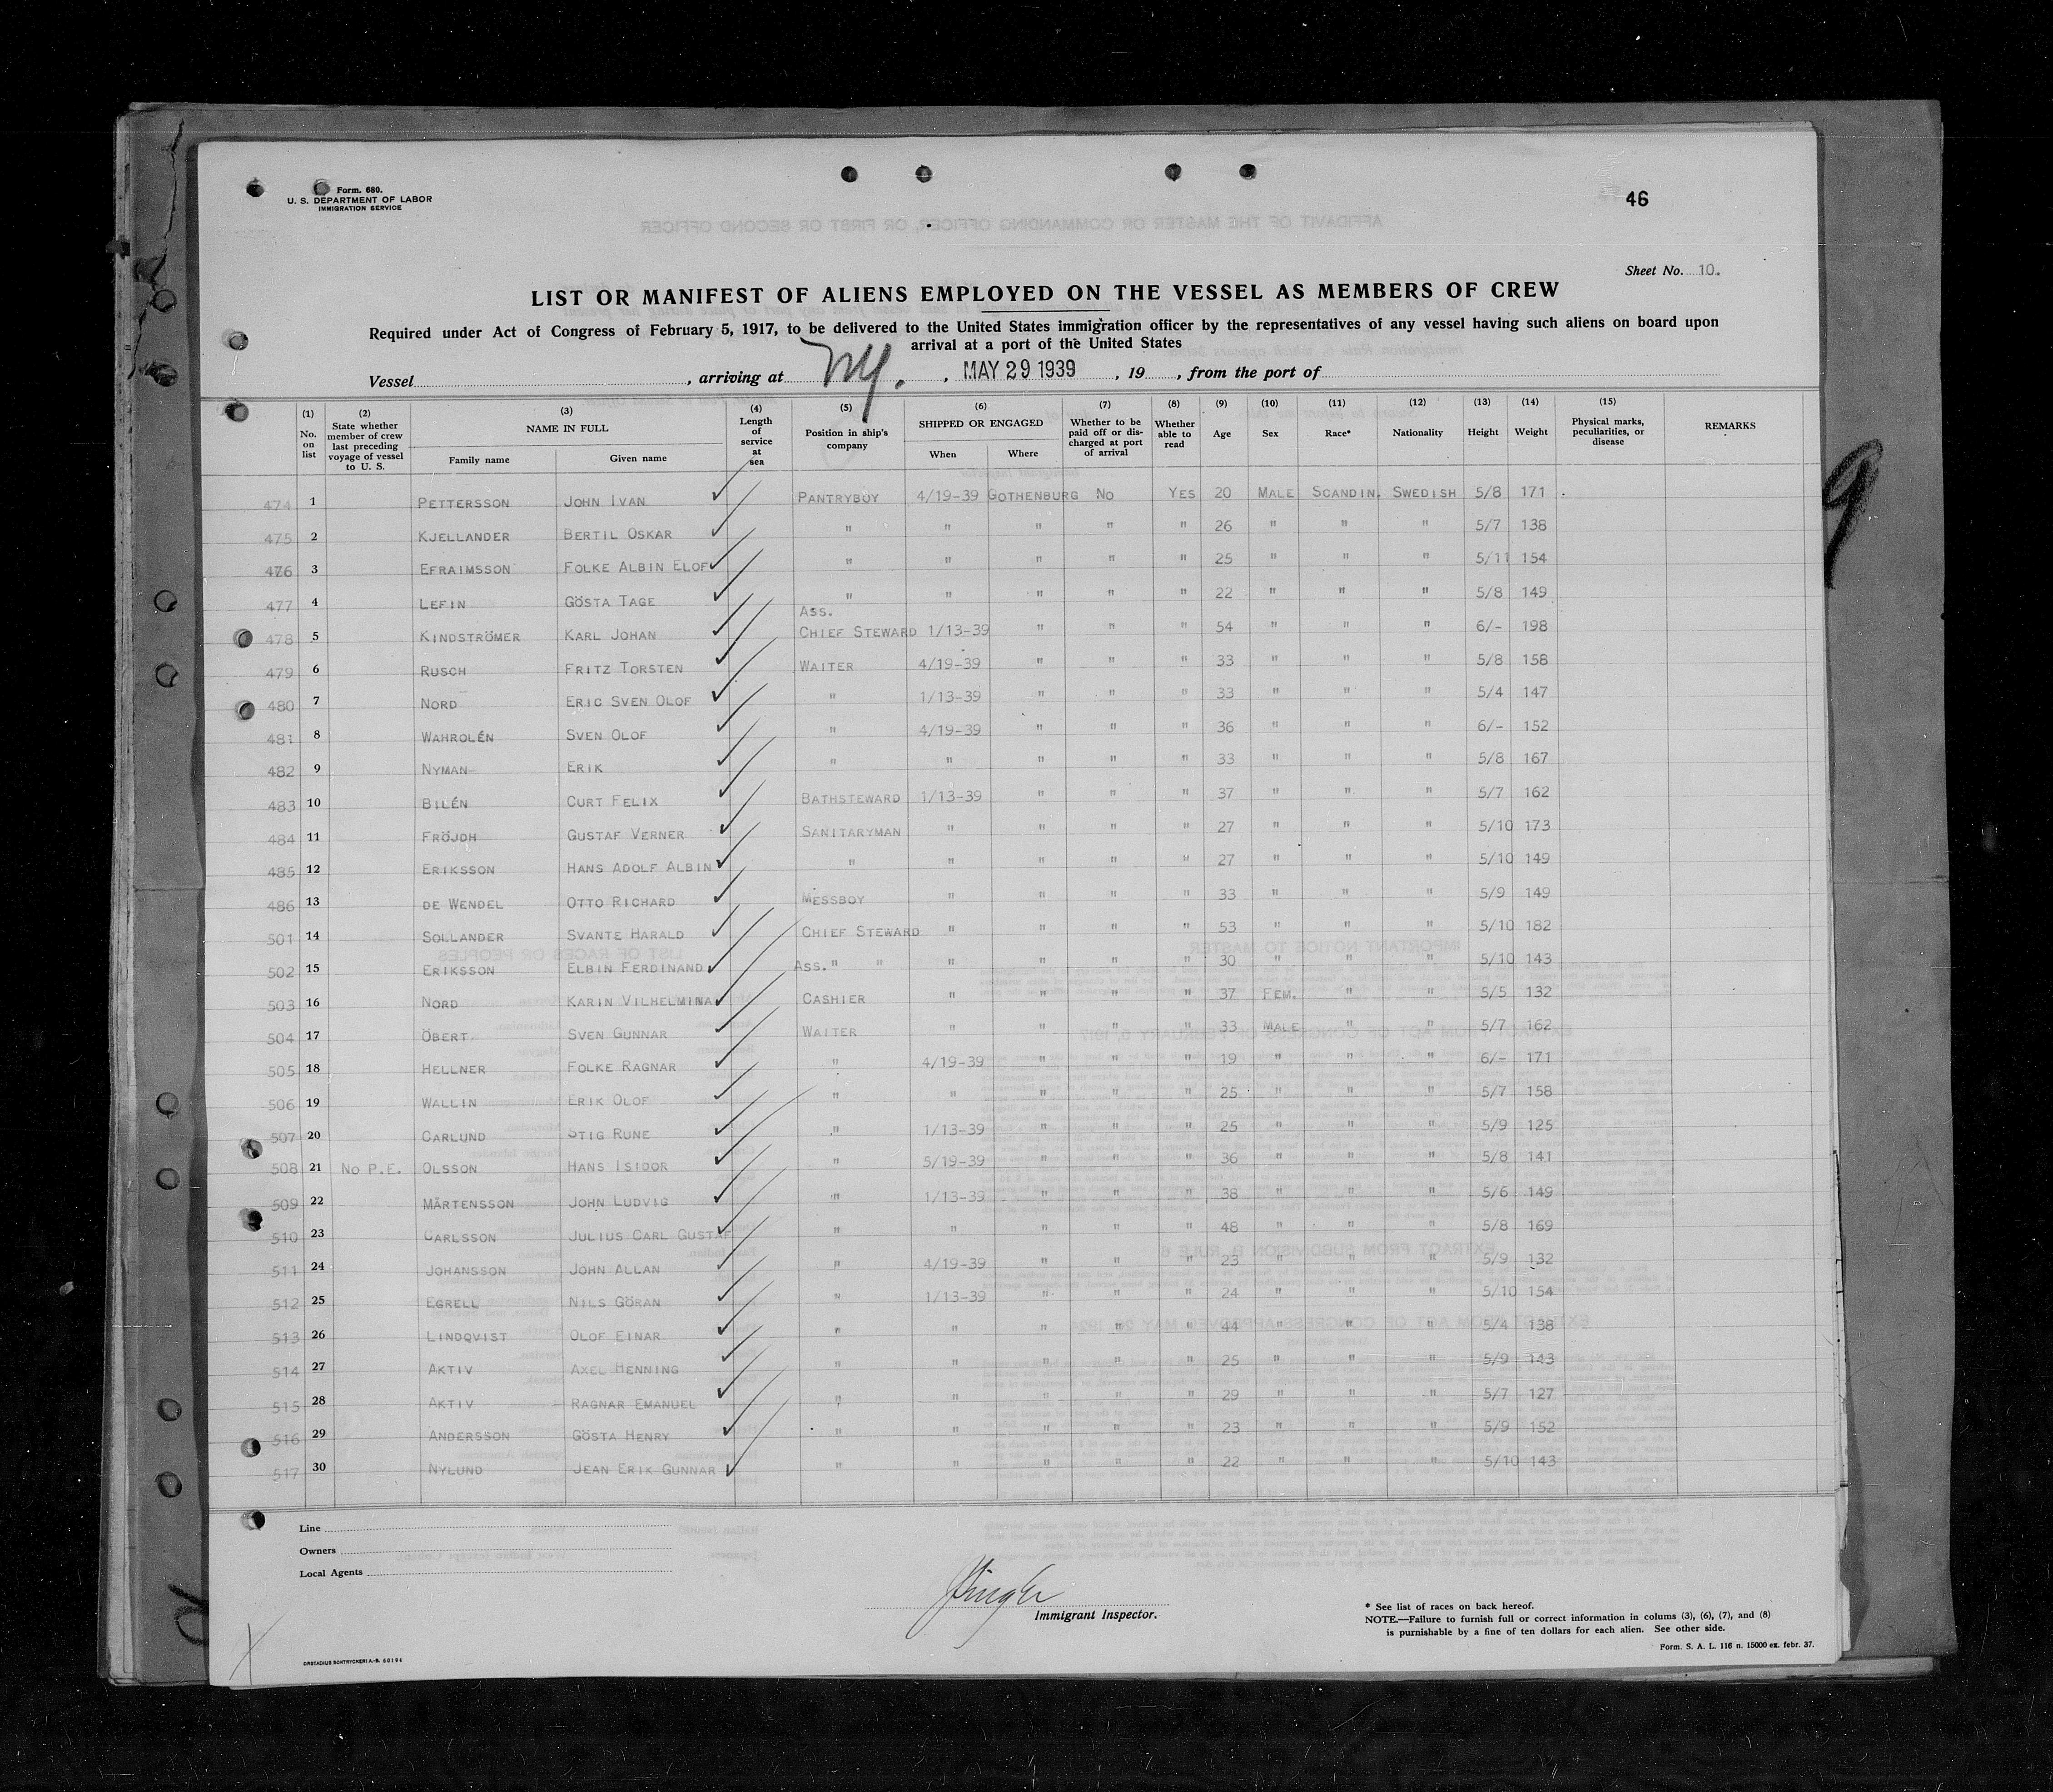 Form. 680.
U. S. DEPARTMENT OF LABOR
IMMIGRATION SERVICE
46
Sheet No. 10.
LIST OR MANIFEST OF ALIENS EMPLOYED ON THE VESSEL AS MEMBERS OF CREW
Required under Act of Congress of February 5, 1917, to be delivered to the United States immigration officer by the representatives of any vessel having such aliens on board upon
arrival at a port of the United States
Vessel , arriving at NY. , MAY 29 1939 , 19 , from the port of
(1) No. on list (2) State whether member of crew last preceding voyage of vessel to U. S. (3) NAME IN FULL Family name Given name (4) Length of service at sea (5) Position in ship's company (6) SHIPPED OR ENGAGED When Where (7) Whether to be paid off or discharged at port of arrival (8) Whether able to read (9) Age (10) Sex (11) Race* (12) Nationality (13) Height (14) Weight (15) Physical marks, peculiarities, or disease REMARKS
474 1 PETTERSSON JOHN IVAN PANTRYBOY 4/19-39 GOTHENBURG NO YES 20 MALE SCANDIN. SWEDISH 5/8 171
475 2 KJELLANDER BERTIL OSKAR " " " " " 26 " " " 5/7 138
476 3 EFRAIMSSON FOLKE ALBIN ELOF " " " " " 25 " " " 5/11 154
477 4 LEFIN GÖSTA TAGE " " " " " 22 " " " 5/8 149
478 5 KINDSTRÖMER KARL JOHAN ASS. CHIEF STEWARD 1/13-39 " " " 54 " " " 6/- 198
479 6 RUSCH FRITZ TORSTEN WAITER 4/19-39 " " " 33 " " " 5/8 158
480 7 NORD ERIC SVEN OLOF " 1/13-39 " " " 33 " " " 5/4 147
481 8 WAHROLÉN SVEN OLOF " 4/19-39 " " " 36 " " " 6/- 152
482 9 NYMAN ERIK " " " " " 33 " " " 5/8 167
483 10 BILÉN CURT FELIX BATHSTEWARD 1/13-39 " " " 37 " " " 5/7 162
484 11 FRÖJDH GUSTAF VERNER SANITARYMAN " " " " 27 " " " 5/10 173
485 12 ERIKSSON HANS ADOLF ALBIN " " " " " 27 " " " 5/10 149
486 13 DE WENDEL OTTO RICHARD MESSBOY " " " " 33 " " " 5/9 149
501 14 SOLLANDER SVANTE HARALD CHIEF STEWARD " " " " 53 " " " 5/10 182
502 15 ERIKSSON ELBIN FERDINAND ASS. " " " " " " 30 " " " 5/10 143
503 16 NORD KARIN VILHELMINA CASHIER " " " " 37 FEM. " " 5/5 132
504 17 ÖBERT SVEN GUNNAR WAITER " " " " 33 MALE " " 5/7 162
505 18 HELLNER FOLKE RAGNAR " 4/19-39 " " " 19 " " " 6/- 171
506 19 WALLIN ERIK OLOF " " " " " 25 " " " 5/7 158
507 20 CARLUND STIG RUNE " 1/13-39 " " " 25 " " " 5/9 125
508 21 NO P.E. OLSSON HANS ISIDOR " 5/19-39 " " " 36 " " " 5/8 141
509 22 MÅRTENSSON JOHN LUDVIG " 1/13-39 " " " 38 " " " 5/6 149
510 23 CARLSSON JULIUS CARL GUSTAF " " " " " 48 " " " 5/8 169
511 24 JOHANSSON JOHN ALLAN " 4/19-39 " " " 23 " " " 5/9 132
512 25 EGRELL NILS GÖRAN " 1/13-39 " " " 24 " " " 5/10 154
513 26 LINDQVIST OLOF EINAR " " " " " 44 " " " 5/4 138
514 27 AKTIV AXEL HENNING " " " " " 25 " " " 5/9 143
515 28 AKTIV RAGNAR EMANUEL " " " " " 29 " " " 5/7 127
516 29 ANDERSSON GÖSTA HENRY " " " " " 23 " " " 5/9 152
517 30 NYLUND JEAN ERIK GUNNAR " " " " " 22 " " " 5/10 143
9
Line
Owners
Local Agents
Immigrant Inspector.
* See list of races on back hereof.
NOTE.—Failure to furnish full or correct information in colums (3), (6), (7), and (8)
is purnishable by a fine of ten dollars for each alien. See other side.
Form. S. A. L. 116 n. 15000 ex. febr. 37.